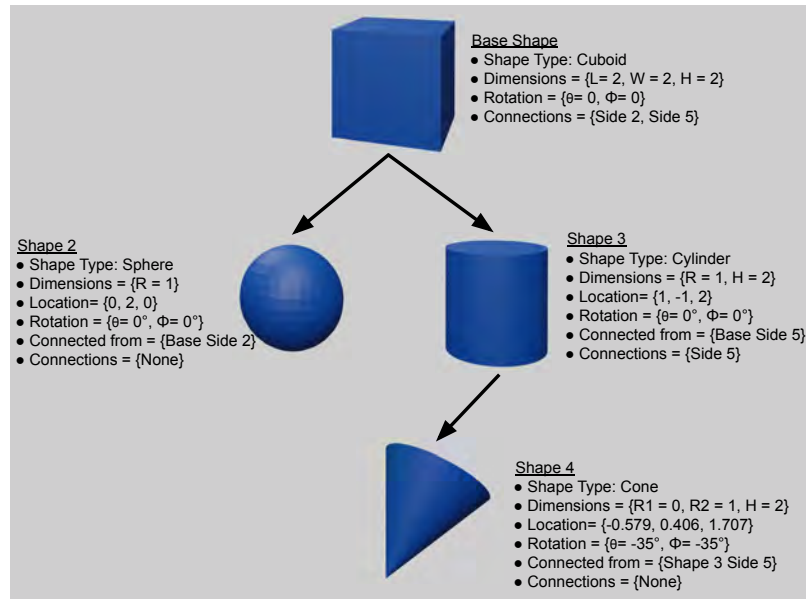 Base Shape
● Shape Type: Cuboid
● Dimensions = {L= 2, W = 2, H = 2}
● Rotation = {θ= 0, Φ= 0}
● Connections = {Side 2, Side 5}
Shape 2
● Shape Type: Sphere
● Dimensions = {R = 1}
● Location= {0, 2, 0}
● Rotation = {θ= 0°, Φ= 0°}
● Connected from = {Base Side 2}
● Connections = {None}
Shape 3
● Shape Type: Cylinder
● Dimensions = {R = 1, H = 2}
● Location= {1, -1, 2}
● Rotation = {θ= 0°, Φ= 0°}
● Connected from = {Base Side 5}
● Connections = {Side 5}
Shape 4
● Shape Type: Cone
● Dimensions = {R1 = 0, R2 = 1, H = 2}
● Location= {-0.579, 0.406, 1.707}
● Rotation = {θ= -35°, Φ= -35°}
● Connected from = {Shape 3 Side 5}
● Connections = {None}